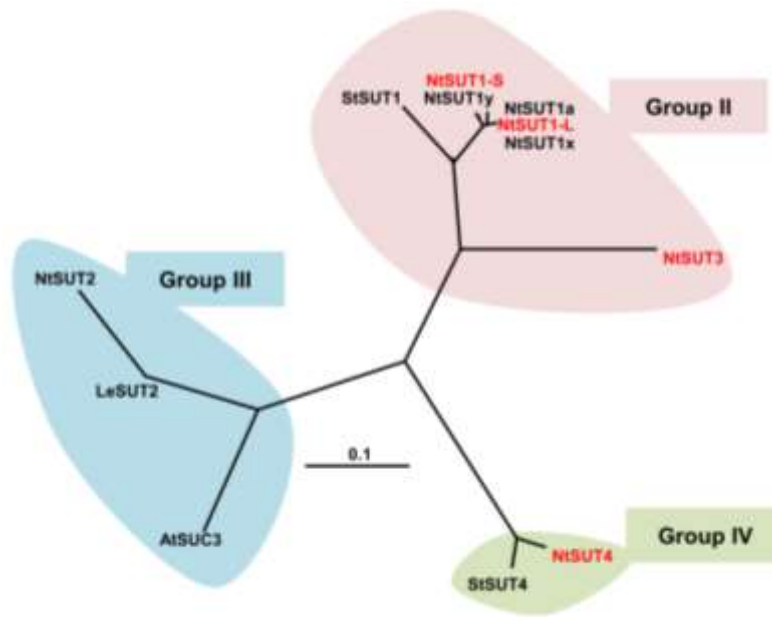 NtSUT1-S
StSUT1
NtSUT1y
NtSUT1a
NtSUT1-L
NtSUT1x
Group II
NtSUT3
Group III
NtSUT2
LeSUT2
0.1
AtSUC3
Group IV
NtSUT4
StSUT4